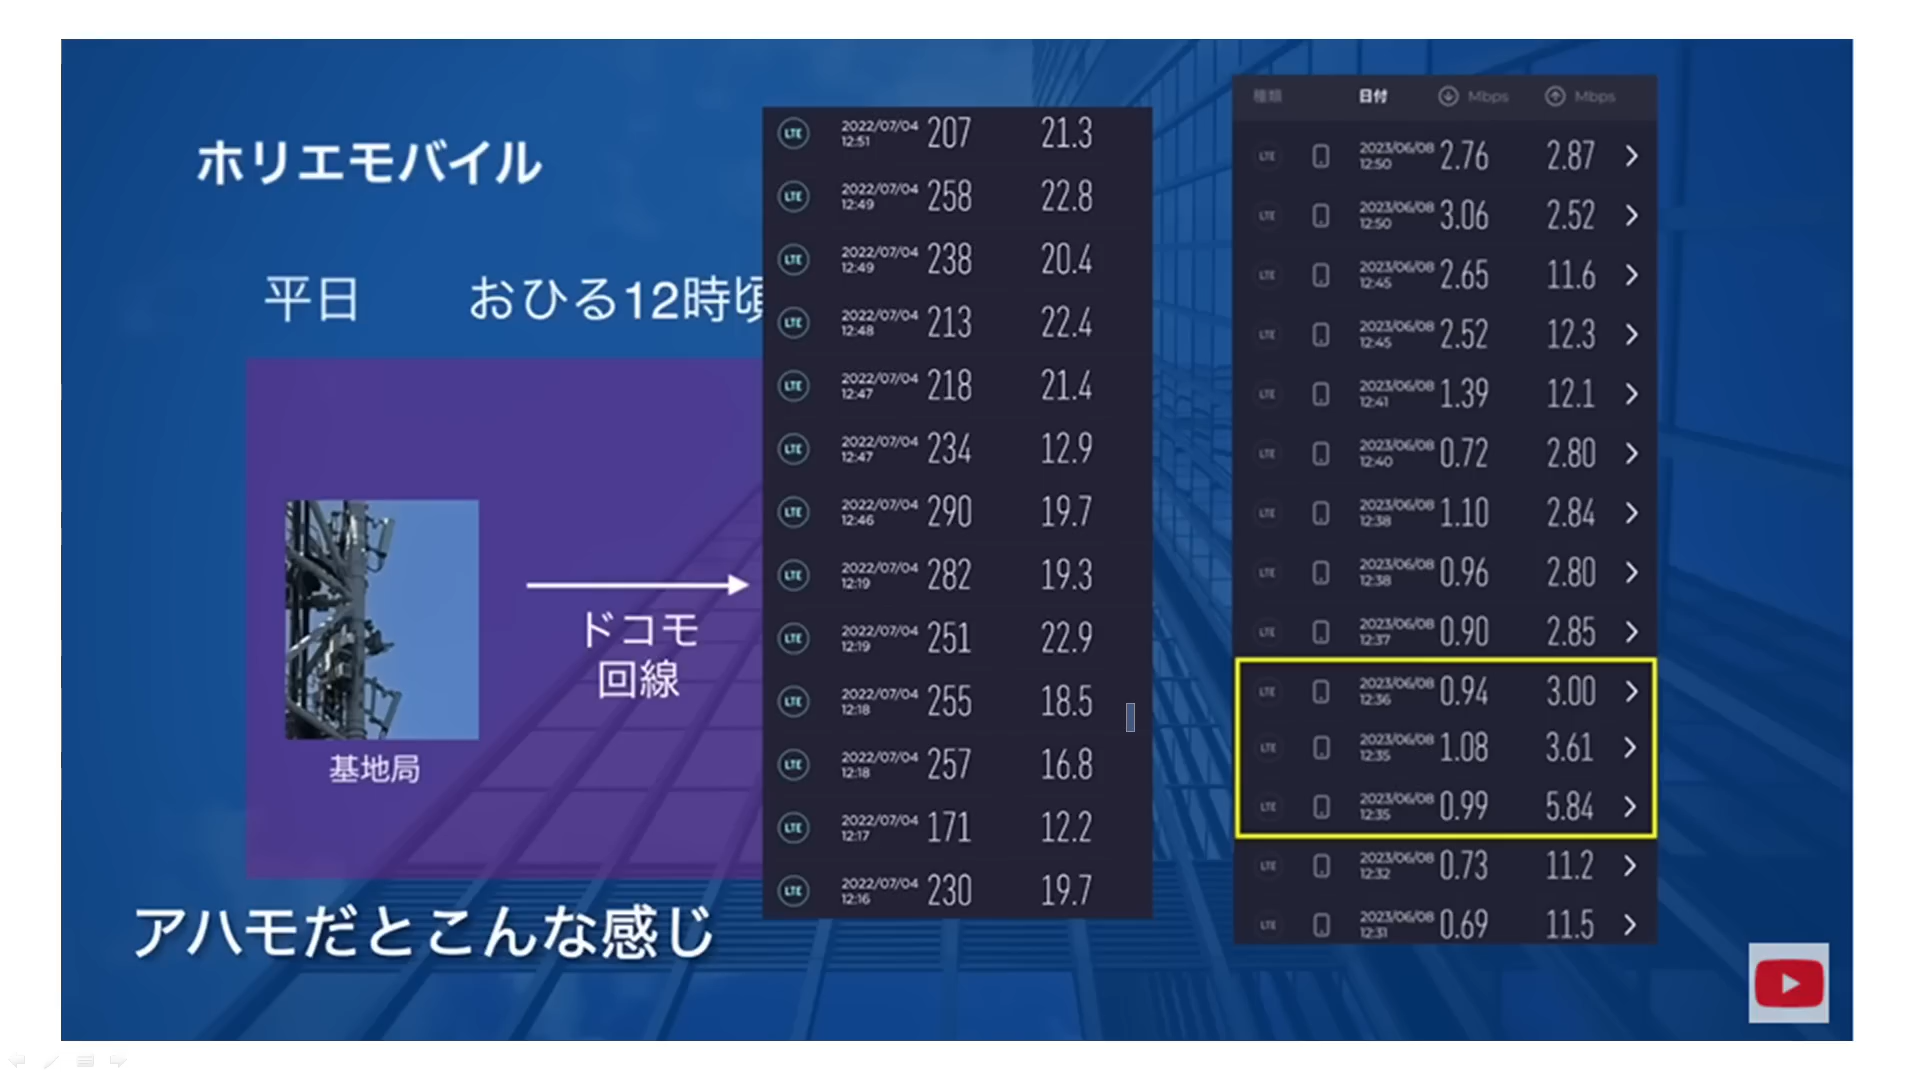 ホリエモバイル
平日 おひる12時頃
ドコモ
回線
基地局
アハモだとこんな感じ
LTE 2022/07/04 12:51 207 21.3
LTE 2022/07/04 12:49 258 22.8
LTE 2022/07/04 12:49 238 20.4
LTE 2022/07/04 12:48 213 22.4
LTE 2022/07/04 12:47 218 21.4
LTE 2022/07/04 12:47 234 12.9
LTE 2022/07/04 12:46 290 19.7
LTE 2022/07/04 12:19 282 19.3
LTE 2022/07/04 12:19 251 22.9
LTE 2022/07/04 12:18 255 18.5
LTE 2022/07/04 12:18 257 16.8
LTE 2022/07/04 12:17 171 12.2
LTE 2022/07/04 12:16 230 19.7
種類 日付 Mbps Mbps
LTE 2023/06/08 12:50 2.76 2.87
LTE 2023/06/08 12:50 3.06 2.52
LTE 2023/06/08 12:45 2.65 11.6
LTE 2023/06/08 12:45 2.52 12.3
LTE 2023/06/08 12:41 1.39 12.1
LTE 2023/06/08 12:40 0.72 2.80
LTE 2023/06/08 12:38 1.10 2.84
LTE 2023/06/08 12:38 0.96 2.80
LTE 2023/06/08 12:37 0.90 2.85
LTE 2023/06/08 12:36 0.94 3.00
LTE 2023/06/08 12:35 1.08 3.61
LTE 2023/06/08 12:35 0.99 5.84
LTE 2023/06/08 12:32 0.73 11.2
LTE 2023/06/08 12:31 0.69 11.5